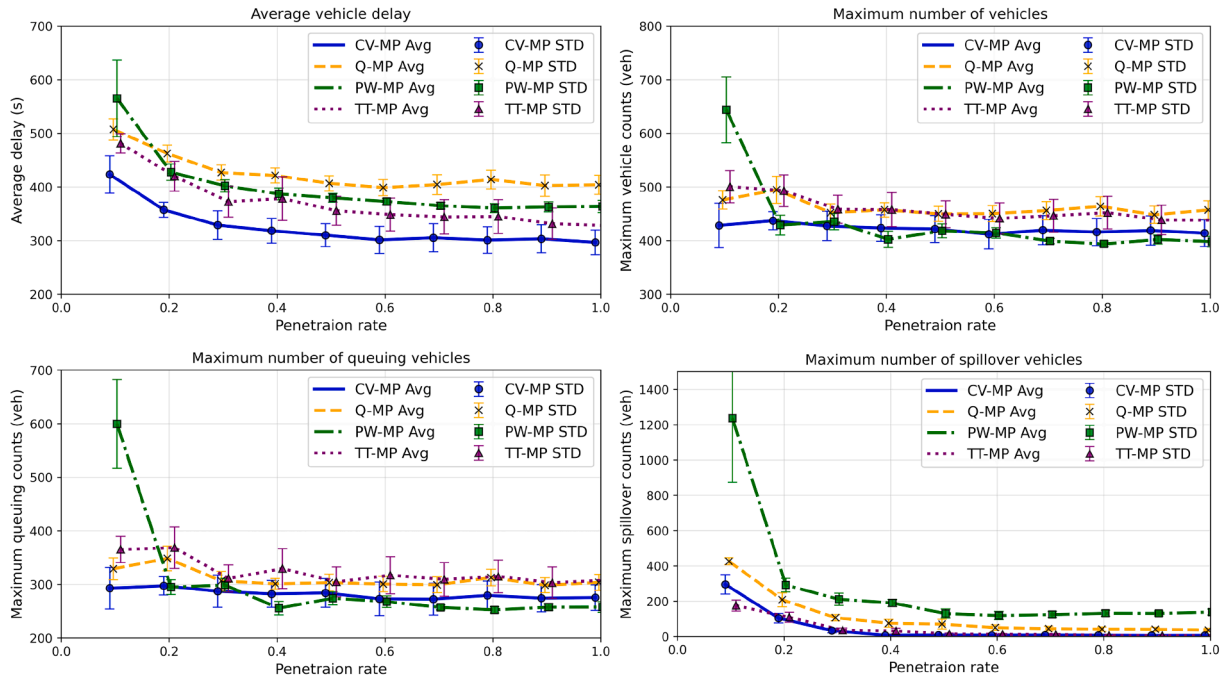 Average vehicle delay
700
600
500
400
300
200
Average delay (s)
CV-MP Avg
Q-MP Avg
PW-MP Avg
TT-MP Avg
CV-MP STD
Q-MP STD
PW-MP STD
TT-MP STD
0.0 0.2 0.4 0.6 0.8 1.0
Penetraion rate
Maximum number of vehicles
800
700
600
500
400
300
Maximum vehicle counts (veh)
CV-MP Avg
Q-MP Avg
PW-MP Avg
TT-MP Avg
CV-MP STD
Q-MP STD
PW-MP STD
TT-MP STD
0.0 0.2 0.4 0.6 0.8 1.0
Penetraion rate
Maximum number of queuing vehicles
700
600
500
400
300
200
Maximum queuing counts (veh)
CV-MP Avg
Q-MP Avg
PW-MP Avg
TT-MP Avg
CV-MP STD
Q-MP STD
PW-MP STD
TT-MP STD
0.0 0.2 0.4 0.6 0.8 1.0
Penetraion rate
Maximum number of spillover vehicles
1400
1200
1000
800
600
400
200
0
Maximum spillover counts (veh)
CV-MP Avg
Q-MP Avg
PW-MP Avg
TT-MP Avg
CV-MP STD
Q-MP STD
PW-MP STD
TT-MP STD
0.0 0.2 0.4 0.6 0.8 1.0
Penetraion rate